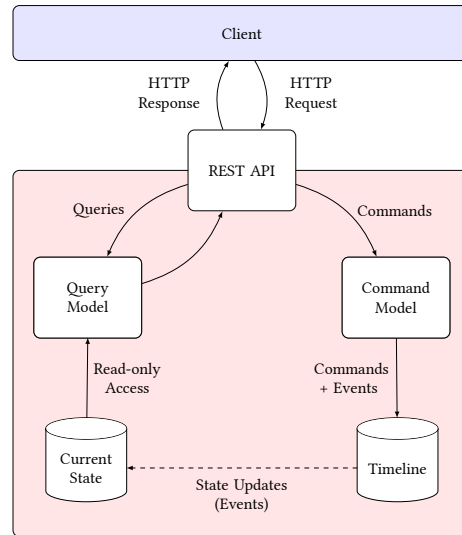 Client
HTTP
Response
HTTP
Request
REST API
Queries
Commands
Query
Model
Command
Model
Read-only
Access
Commands
+ Events
Current
State
Timeline
State Updates
(Events)